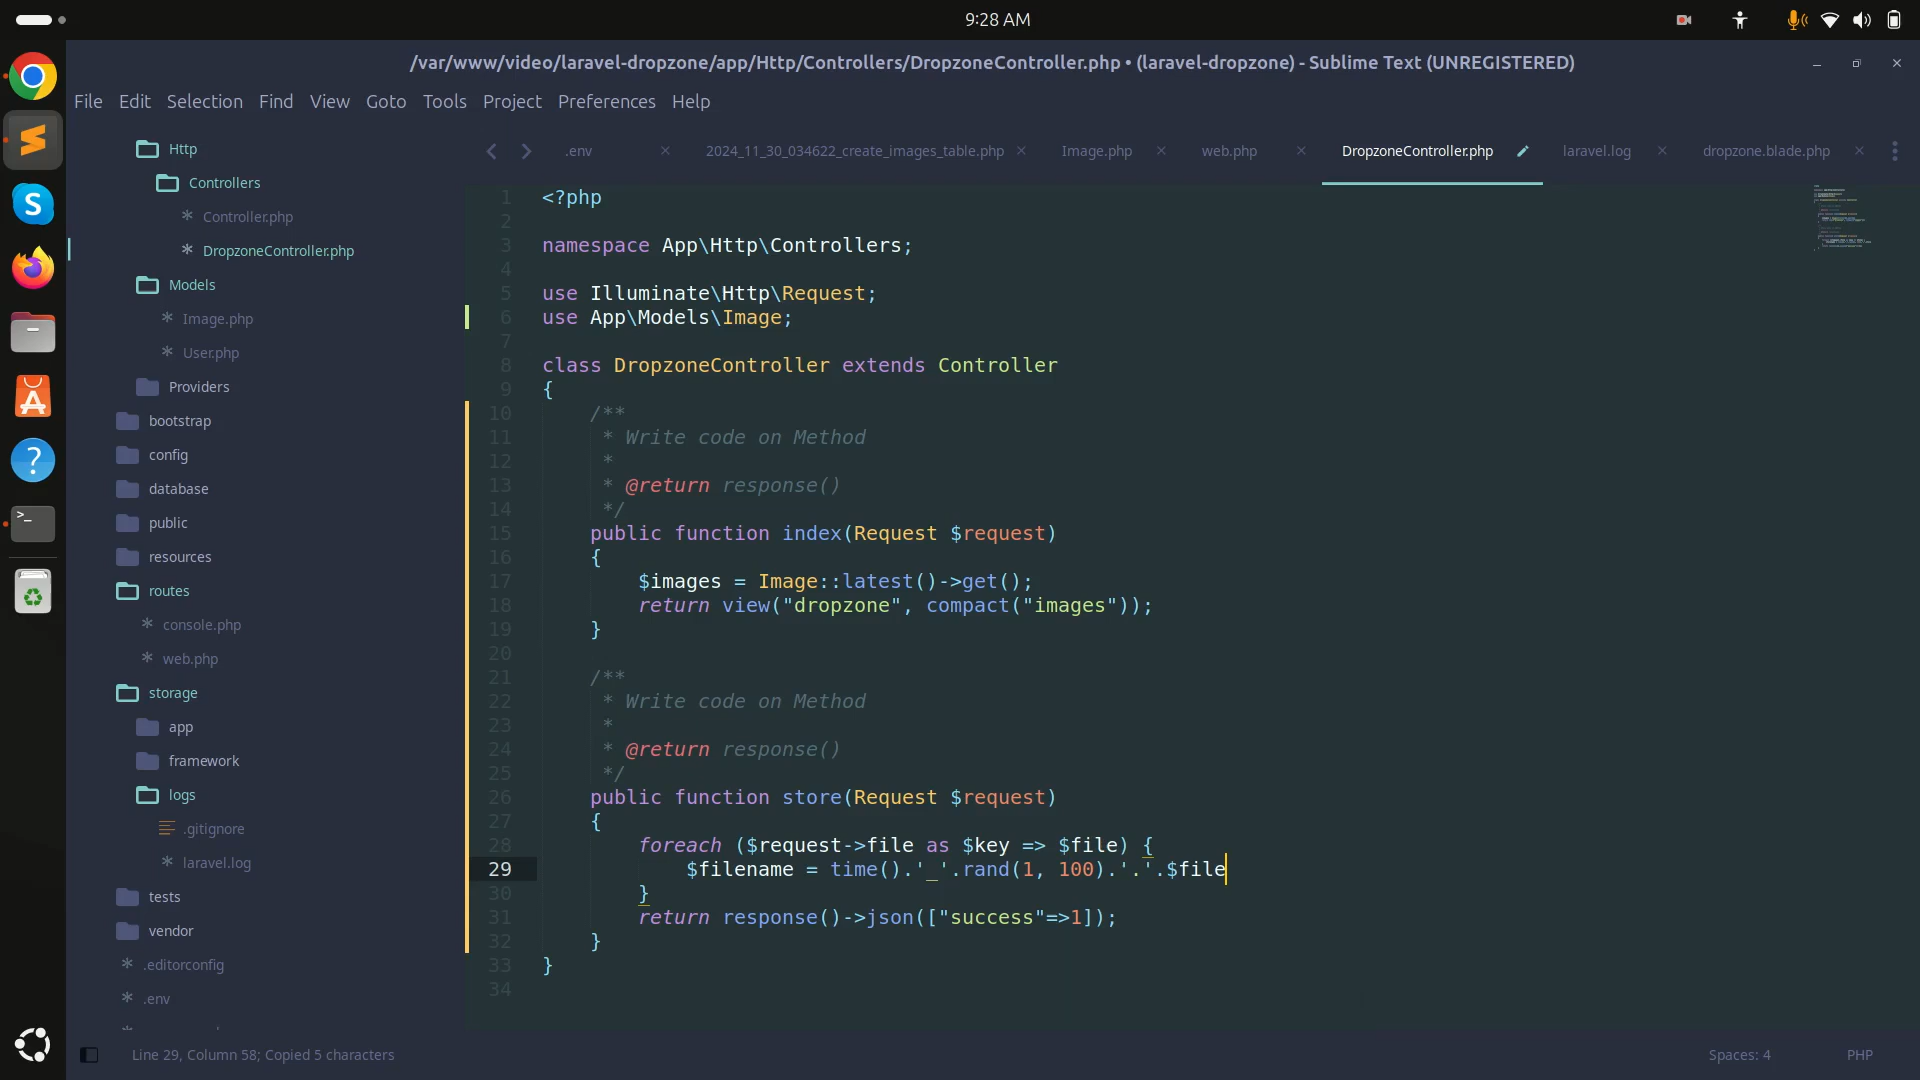 9:28 AM
/var/www/video/laravel-dropzone/app/Http/Controllers/DropzoneController.php • (laravel-dropzone) - Sublime Text (UNREGISTERED)
File Edit Selection Find View Goto Tools Project Preferences Help
.env 2024_11_30_034622_create_images_table.php Image.php web.php DropzoneController.php laravel.log dropzone.blade.php
Http
Controllers
Controller.php
DropzoneController.php
Models
Image.php
User.php
Providers
bootstrap
config
database
public
resources
routes
console.php
web.php
storage
app
framework
logs
.gitignore
laravel.log
tests
vendor
.editorconfig
.env
1 <?php
2
3 namespace App\Http\Controllers;
4
5 use Illuminate\Http\Request;
6 use App\Models\Image;
7
8 class DropzoneController extends Controller
9 {
10 /**
11 * Write code on Method
12 *
13 * @return response()
14 */
15 public function index(Request $request)
16 {
17 $images = Image::latest()->get();
18 return view("dropzone", compact("images"));
19 }
20
21 /**
22 * Write code on Method
23 *
24 * @return response()
25 */
26 public function store(Request $request)
27 {
28 foreach ($request->file as $key => $file) {
29 $filename = time().'_'.rand(1, 100).'.'.$file
30 }
31 return response()->json(["success"=>1]);
32 }
33 }
34
Line 29, Column 58; Copied 5 characters
Spaces: 4
PHP